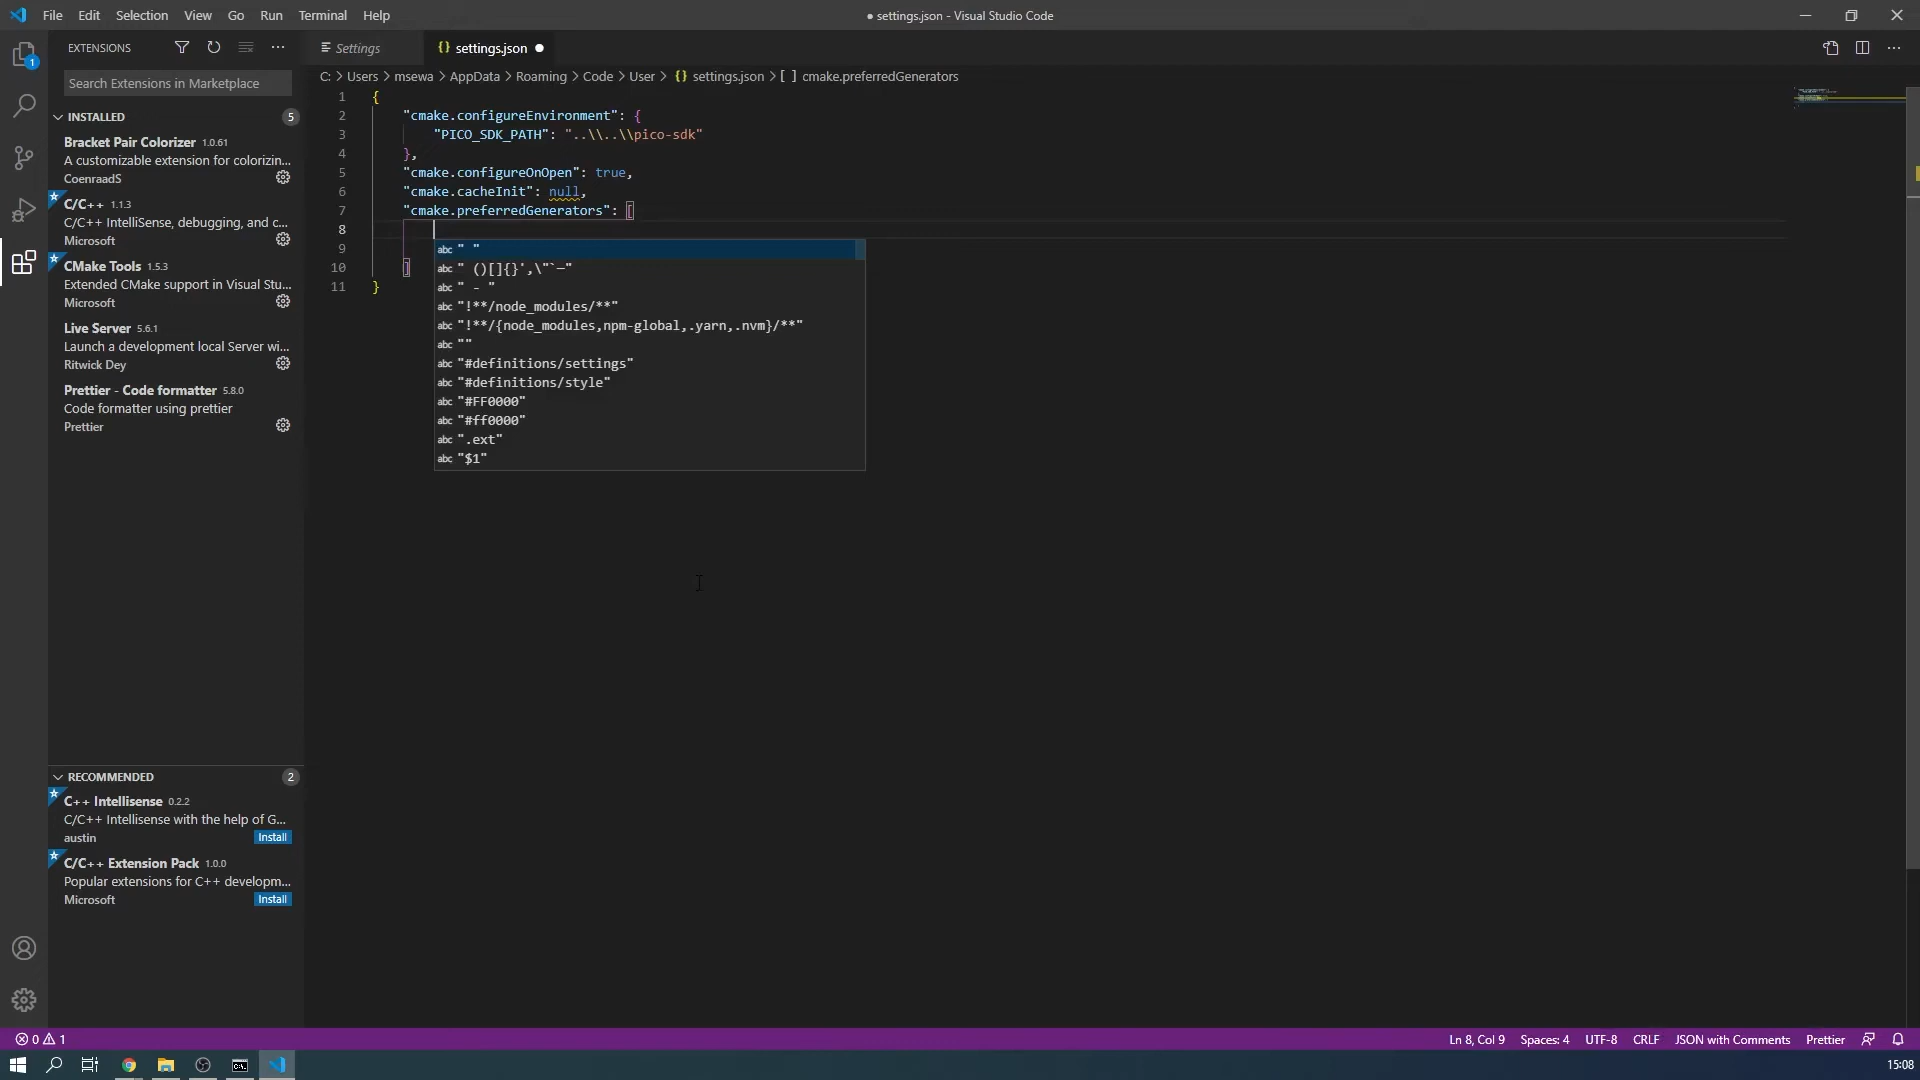 File Edit Selection View Go Run Terminal Help
● settings.json - Visual Studio Code
EXTENSIONS
Settings
{} settings.json ●
1
Search Extensions in Marketplace
C: > Users > msewa > AppData > Roaming > Code > User > {} settings.json > [ ] cmake.preferredGenerators
INSTALLED 5
Bracket Pair Colorizer 1.0.61
A customizable extension for colorizin...
CoenraadS
C/C++ 1.1.3
C/C++ IntelliSense, debugging, and c...
Microsoft
CMake Tools 1.5.3
Extended CMake support in Visual Stu...
Microsoft
Live Server 5.6.1
Launch a development local Server wi...
Ritwick Dey
Prettier - Code formatter 5.8.0
Code formatter using prettier
Prettier
RECOMMENDED 2
C++ Intellisense 0.2.2
C/C++ Intellisense with the help of G...
austin Install
C/C++ Extension Pack 1.0.0
Popular extensions for C++ developm...
Microsoft Install
1 {
2 "cmake.configureEnvironment": {
3 "PICO_SDK_PATH": "..\\..\\pico-sdk"
4 },
5 "cmake.configureOnOpen": true,
6 "cmake.cacheInit": null,
7 "cmake.preferredGenerators": [
8
9
10 ]
11 }
abc " "
abc " ()[]{}',\"`—"
abc " - "
abc "!**/node_modules/**"
abc "!**/{node_modules,npm-global,.yarn,.nvm}/**"
abc ""
abc "#definitions/settings"
abc "#definitions/style"
abc "#FF0000"
abc "#ff0000"
abc ".ext"
abc "$1"
0 1
Ln 8, Col 9 Spaces: 4 UTF-8 CRLF JSON with Comments Prettier
15:08